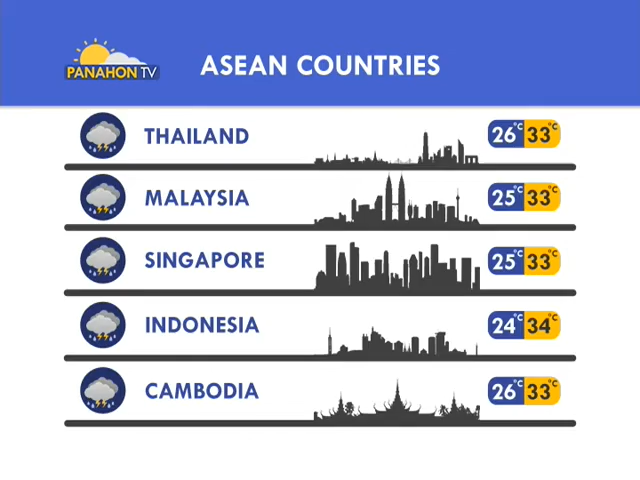 PANAHON TV
ASEAN COUNTRIES
THAILAND 26°C 33°C
MALAYSIA 25°C 33°C
SINGAPORE 25°C 33°C
INDONESIA 24°C 34°C
CAMBODIA 26°C 33°C